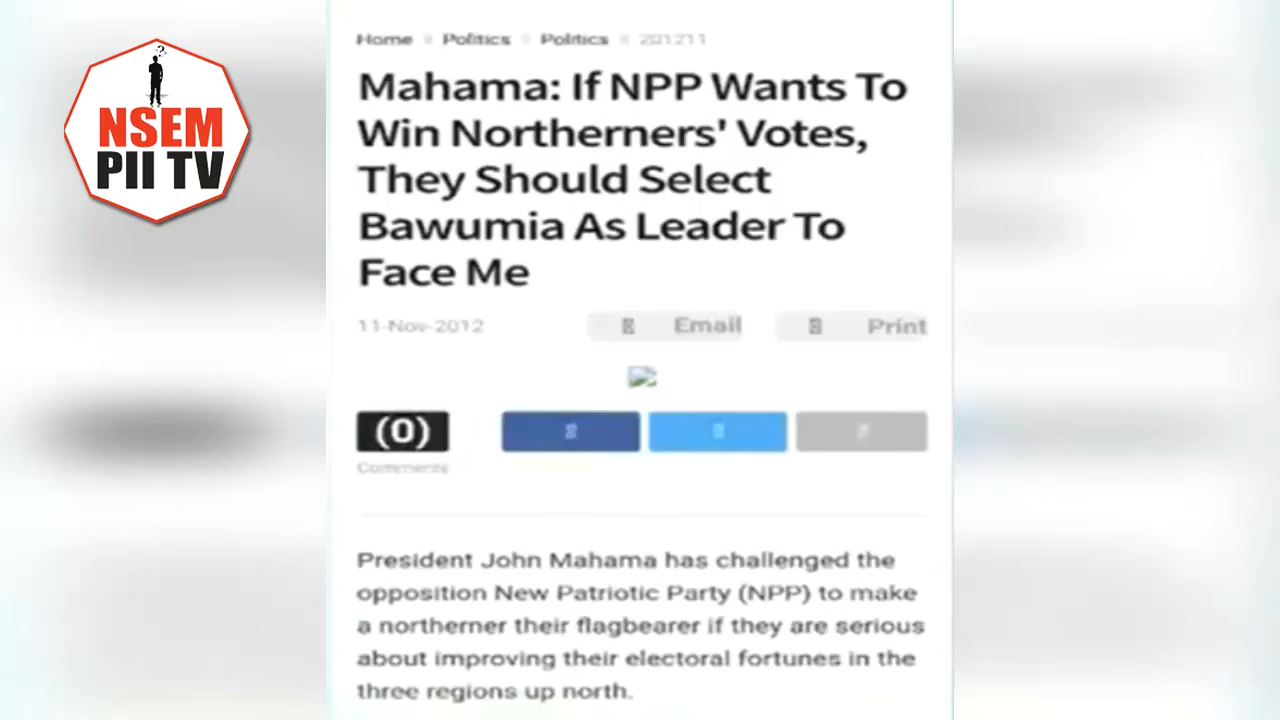 Home Politics Politics 201211
?
NSEM
PII TV
Mahama: If NPP Wants To
Win Northerners' Votes,
They Should Select
Bawumia As Leader To
Face Me
11-Nov-2012 Email Print
(0)
Comments
President John Mahama has challenged the
opposition New Patriotic Party (NPP) to make
a northerner their flagbearer if they are serious
about improving their electoral fortunes in the
three regions up north.